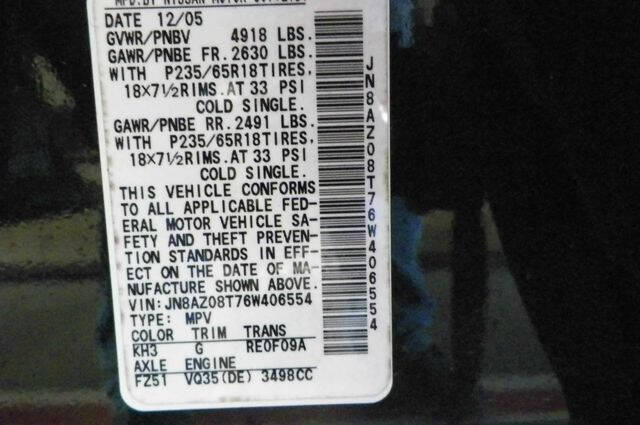 MFD.BY NISSAN MOTOR
DATE 12/05
GVWR/PNBV 4918 LBS.
GAWR/PNBE FR. 2630 LBS.
WITH P235/65R18TIRES,
18X7½RIMS.AT 33 PSI
COLD SINGLE.
GAWR/PNBE RR. 2491 LBS.
WITH P235/65R18TIRES,
18X7½RIMS.AT 33 PSI
COLD SINGLE.
THIS VEHICLE CONFORMS
TO ALL APPLICABLE FED-
ERAL MOTOR VEHICLE SA-
FETY AND THEFT PREVEN-
TION STANDARDS IN EFF-
ECT ON THE DATE OF MA-
NUFACTURE SHOWN ABOVE.
VIN:JN8AZ08T76W406554
TYPE: MPV
COLOR TRIM TRANS
KH3 G RE0F09A
AXLE ENGINE
FZ51 VQ35(DE) 3498CC
JN8AZ08T76W406554